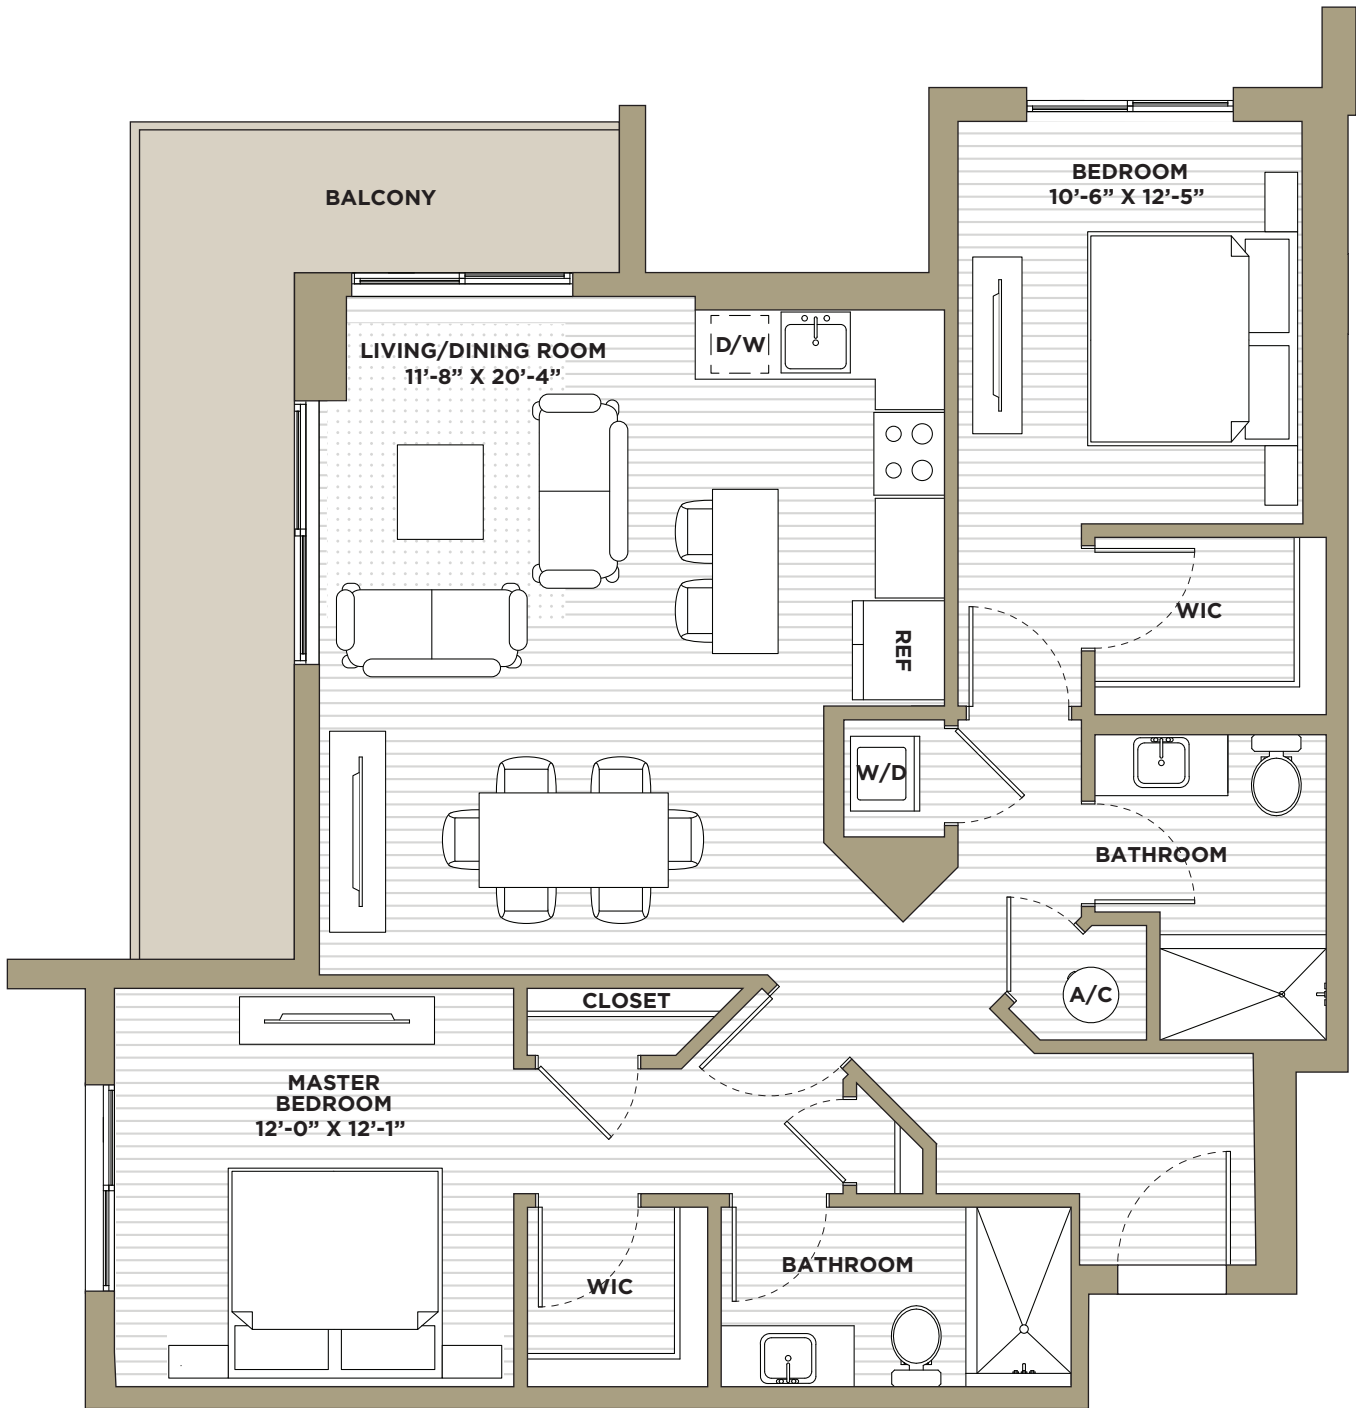 BALCONY
BEDROOM
10’-6” X 12’-5”
LIVING/DINING ROOM
11’-8” X 20’-4”
D/W
WIC
REF
W/D
BATHROOM
A/C
CLOSET
MASTER
BEDROOM
12’-0” X 12’-1”
BATHROOM
WIC